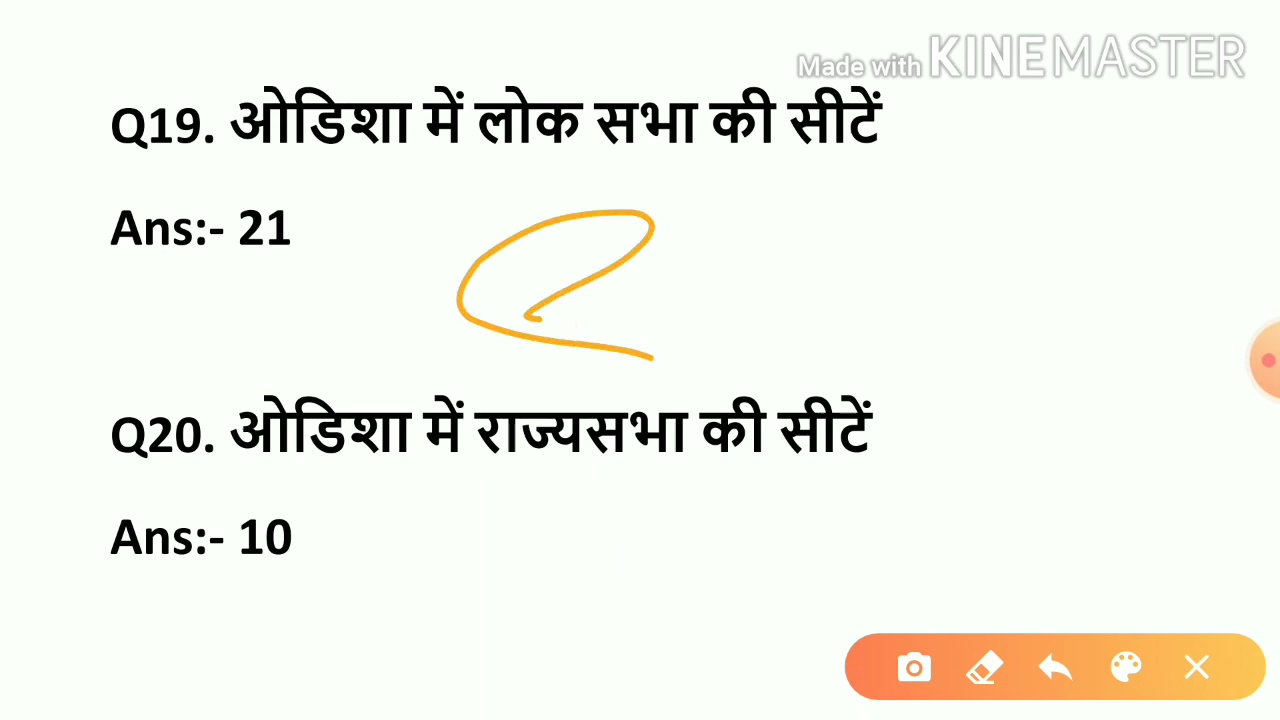 Made with KINEMASTER
Q19. ओडिशा में लोक सभा की सीटें
Ans:- 21
Q20. ओडिशा में राज्यसभा की सीटें
Ans:- 10